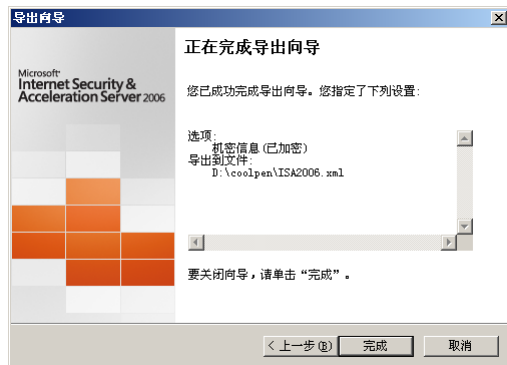 导出向导
正在完成导出向导
Microsoft
Internet Security &
Acceleration Server 2006
您已成功完成导出向导。您指定了下列设置:
选项:
机密信息(已加密)
导出到文件:
D:\coolpen\ISA2006.xml
要关闭向导，请单击“完成”。
< 上一步(B)
完成
取消